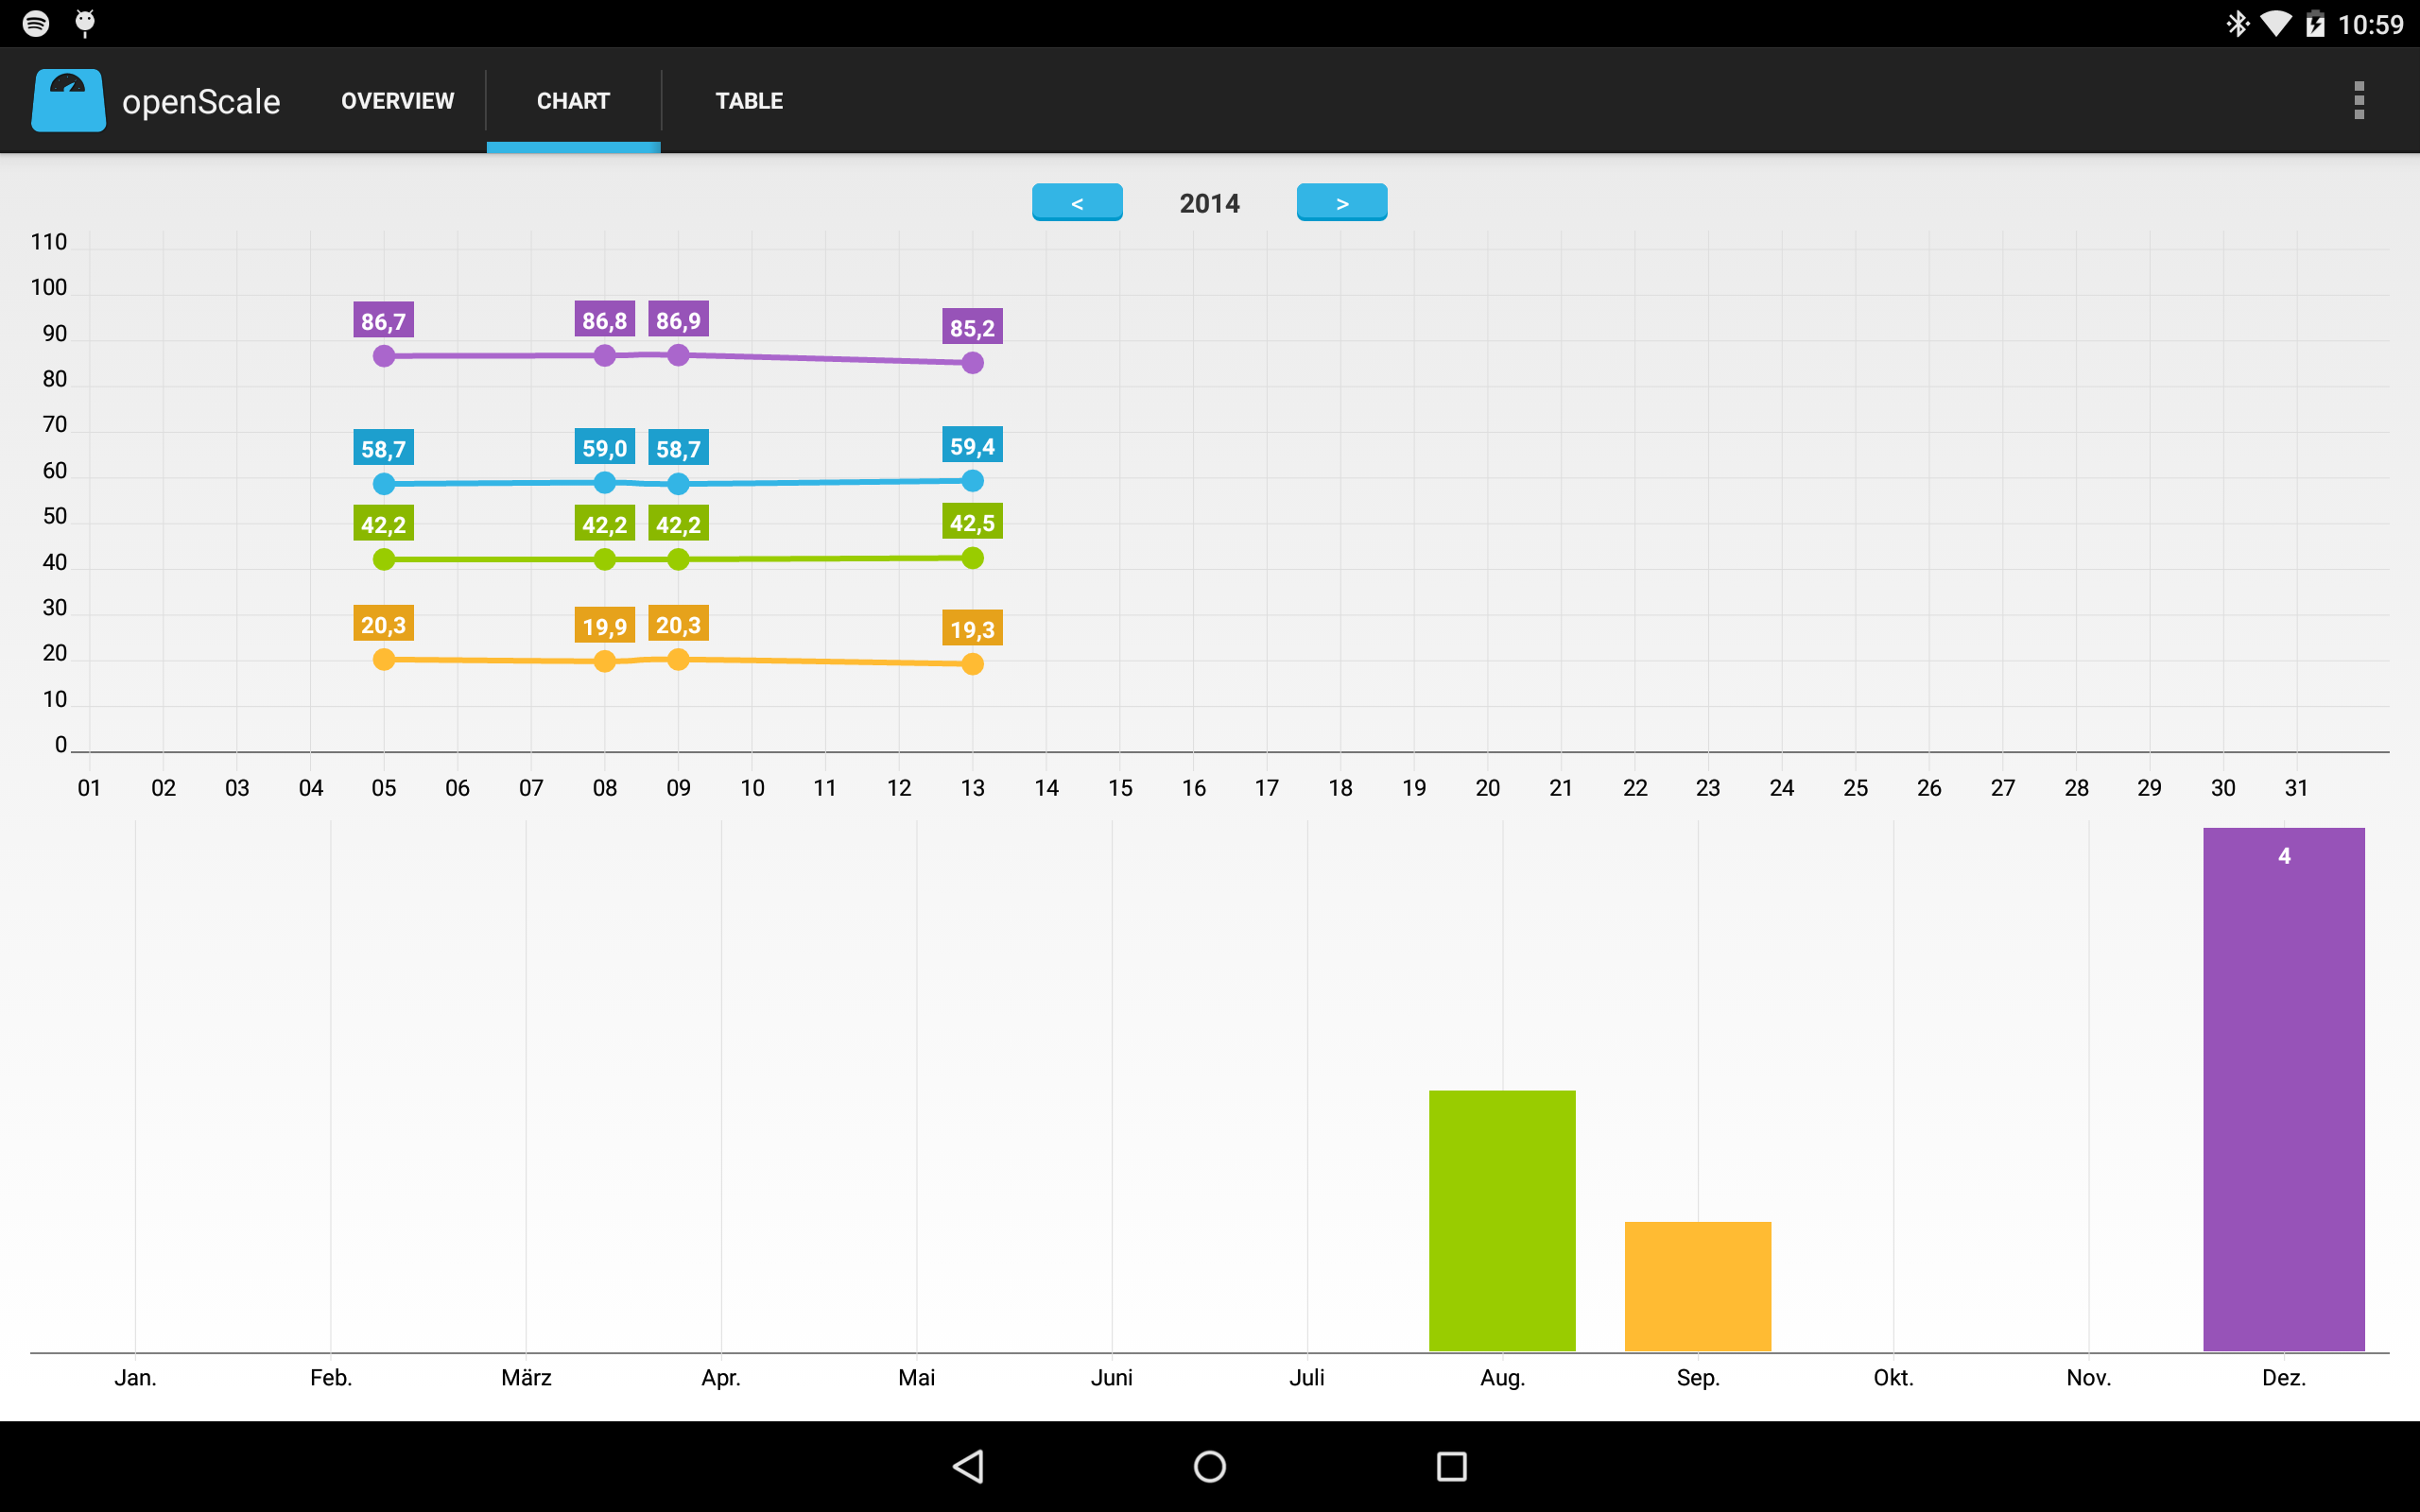 10:59
openScale OVERVIEW CHART TABLE
< 2014 >
110
100
90
80
70
60
50
40
30
20
10
0
86,7 86,8 86,9 85,2
58,7 59,0 58,7 59,4
42,2 42,2 42,2 42,5
20,3 19,9 20,3 19,3
01 02 03 04 05 06 07 08 09 10 11 12 13 14 15 16 17 18 19 20 21 22 23 24 25 26 27 28 29 30 31
4
Jan. Feb. März Apr. Mai Juni Juli Aug. Sep. Okt. Nov. Dez.